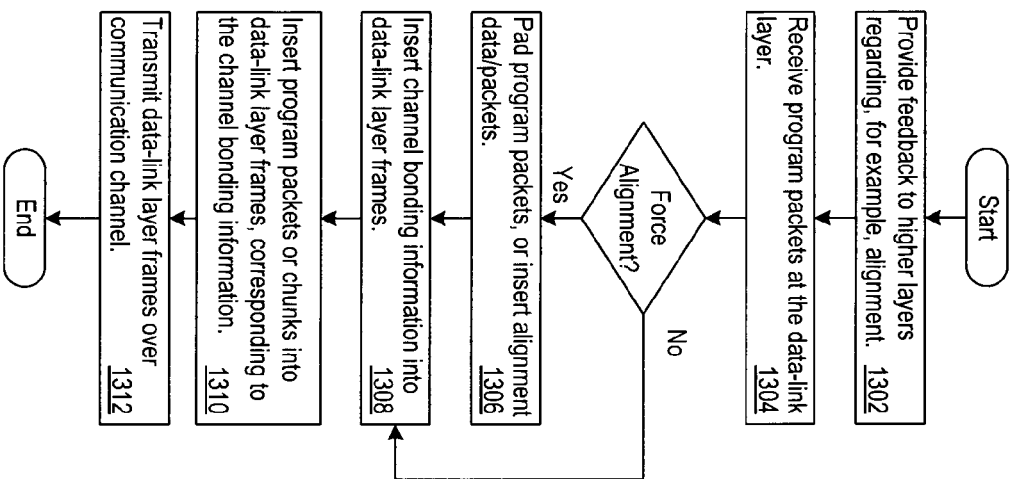 Start
Provide feedback to higher layers
regarding, for example, alignment.
1302
Receive program packets at the data-link
layer.
1304
Force
Alignment?
No
Yes
Pad program packets, or insert alignment
data/packets.
1306
Insert channel bonding information into
data-link layer frames.
1308
Insert program packets or chunks into
data-link layer frames, corresponding to
the channel bonding information.
1310
Transmit data-link layer frames over
communication channel.
1312
End